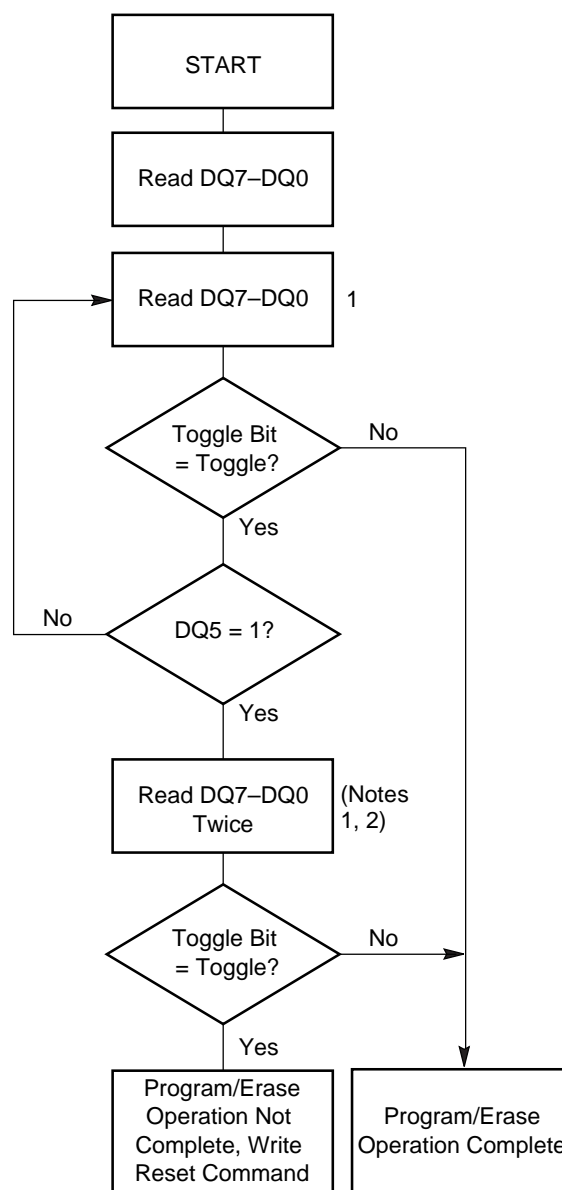 START
Read DQ7–DQ0
Read DQ7–DQ0
1
Toggle Bit
= Toggle?
No
Yes
No
DQ5 = 1?
Yes
Read DQ7–DQ0
Twice
(Notes
1, 2)
Toggle Bit
= Toggle?
No
Yes
Program/Erase
Operation Not
Complete, Write
Reset Command
Program/Erase
Operation Complete